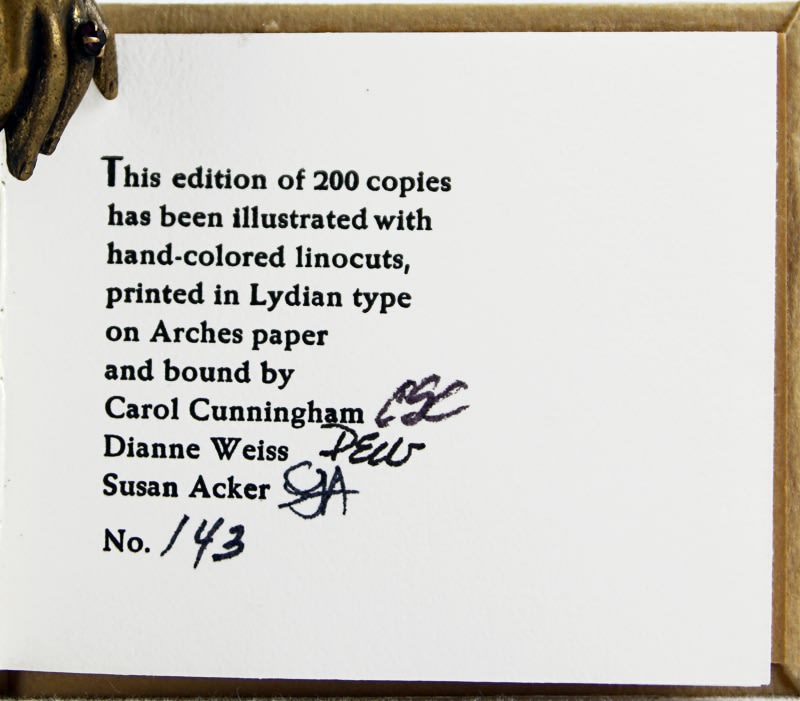 This edition of 200 copies
has been illustrated with
hand-colored linocuts,
printed in Lydian type
on Arches paper
and bound by
Carol Cunningham CSC
Dianne Weiss DEW
Susan Acker SJA
No. 143